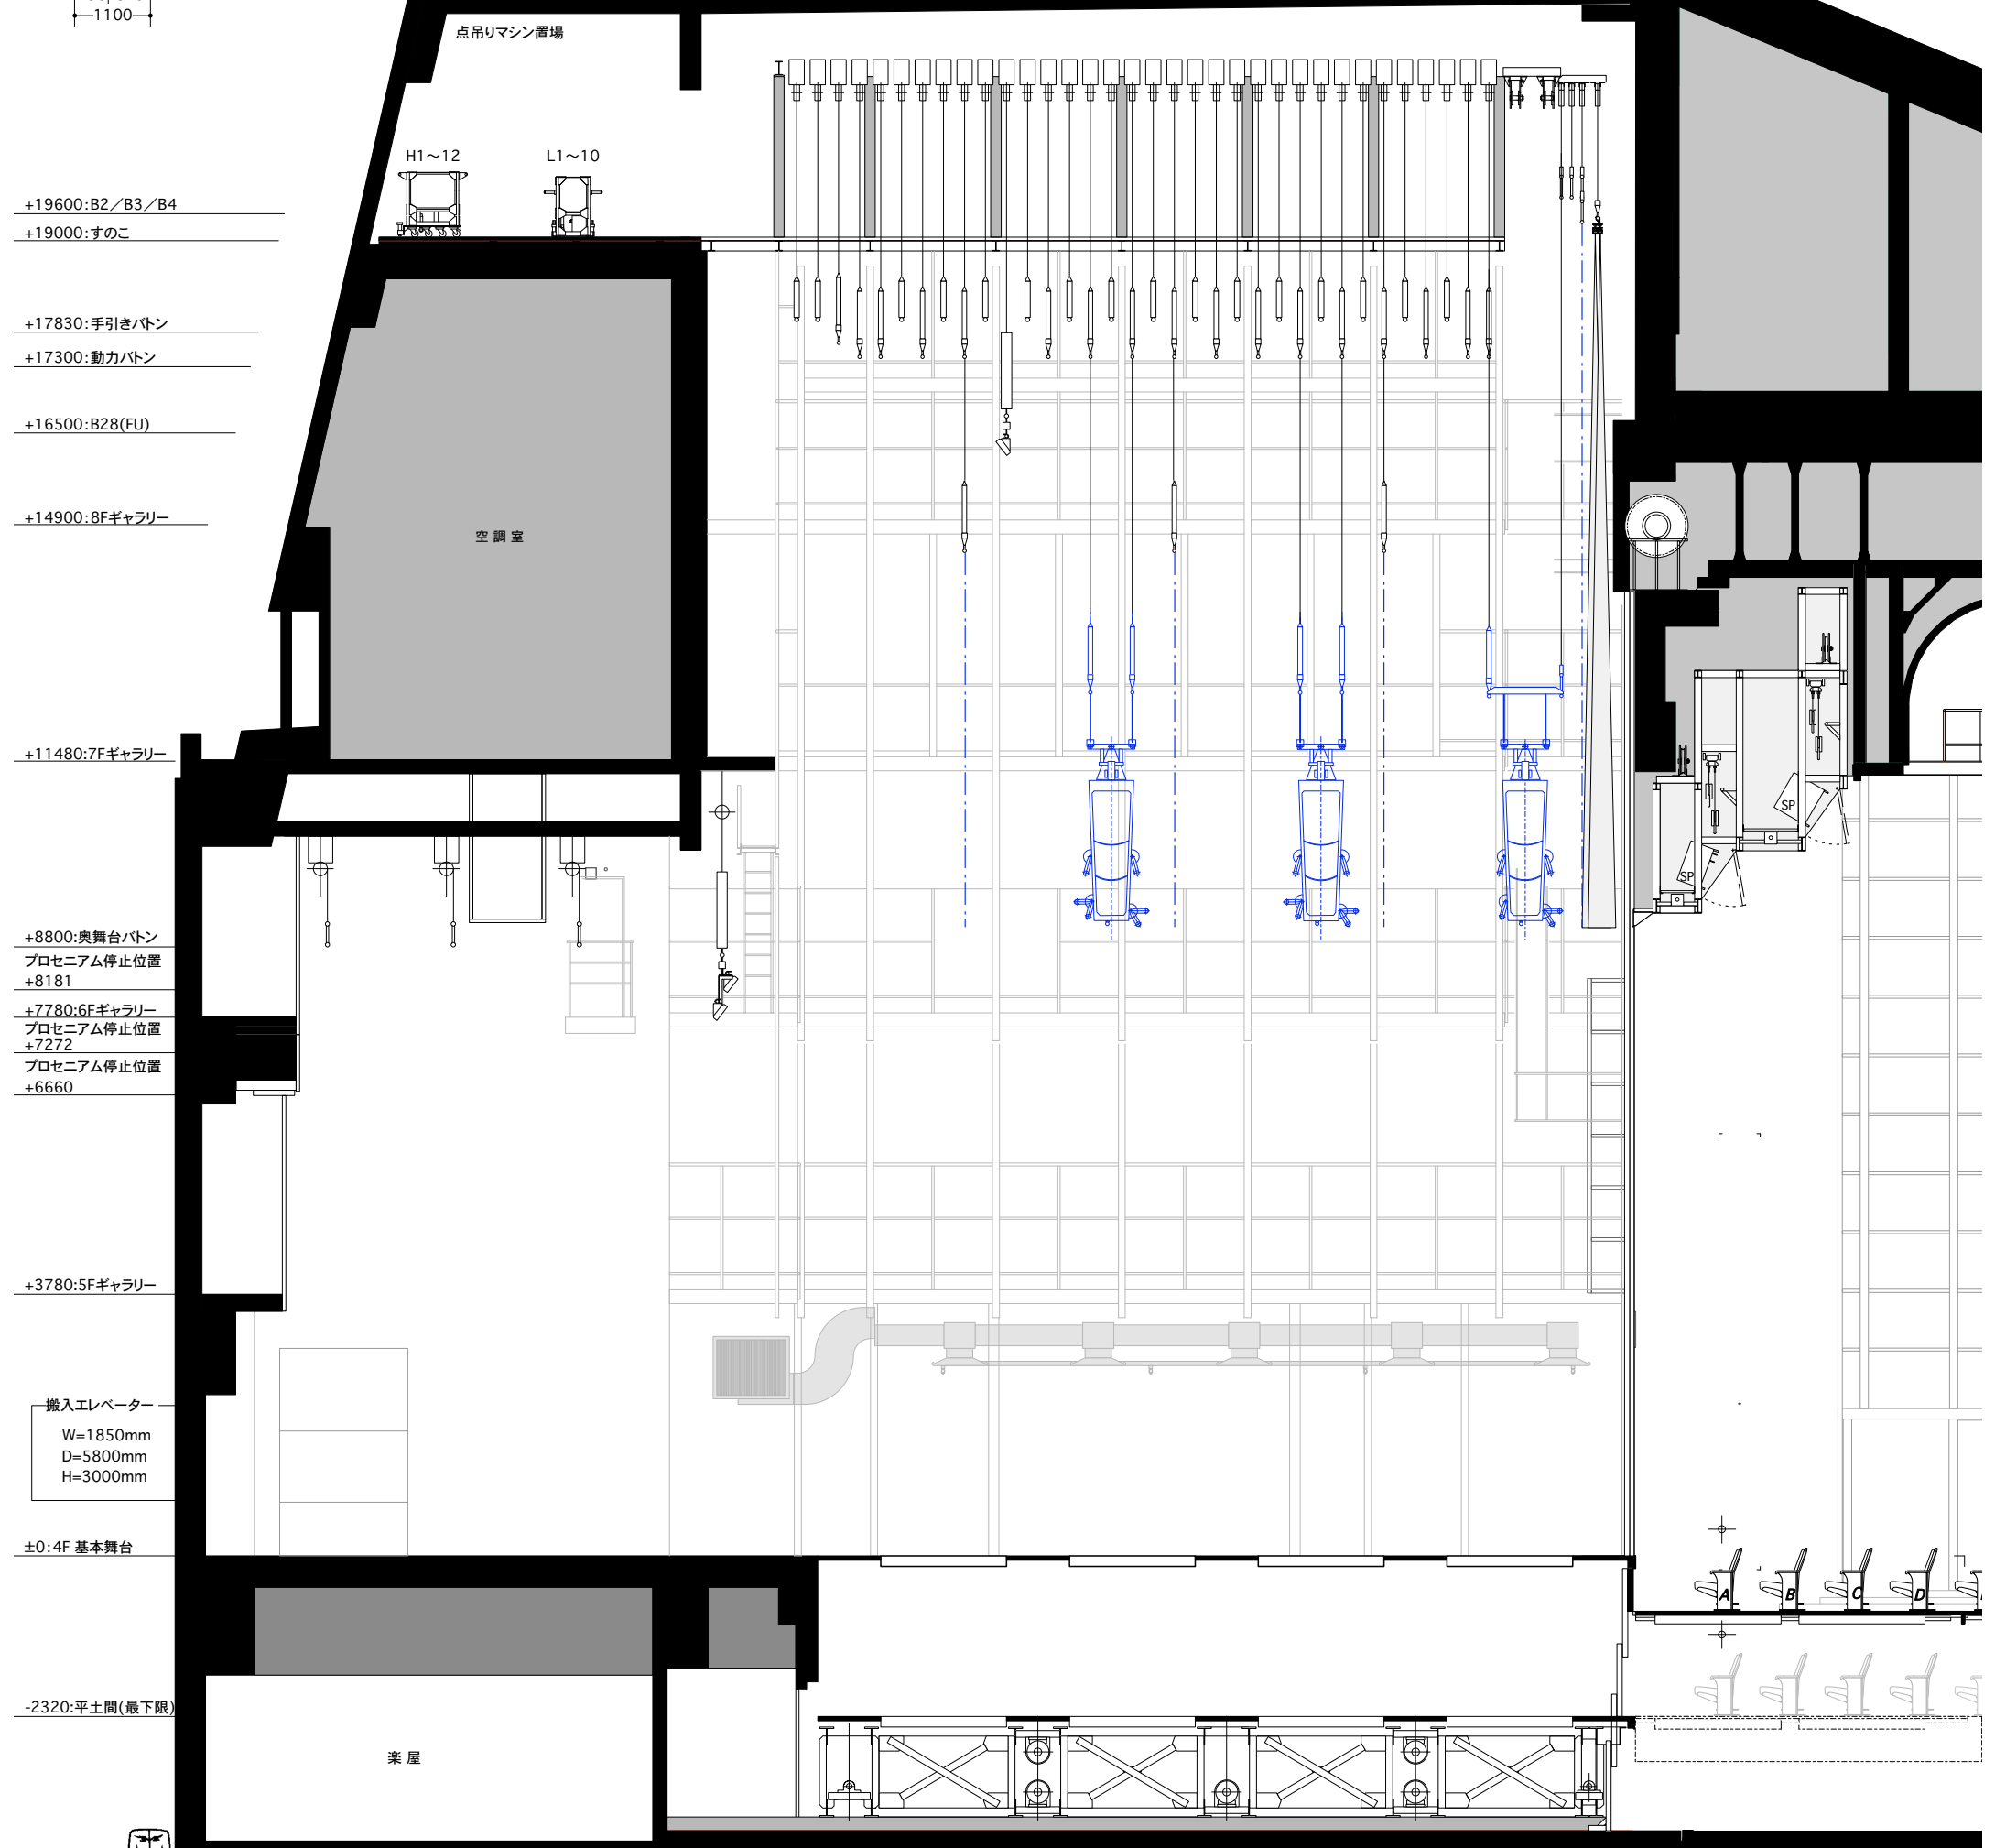 1100
点吊りマシン置場
H1～12
L1～10
+19600:B2／B3／B4
+19000:すのこ
+17830:手引きバトン
+17300:動力バトン
+16500:B28(FU)
+14900:8Fギャラリー
空調室
+11480:7Fギャラリー
SP
SP
+8800:奥舞台バトン
プロセニアム停止位置
+8181
+7780:6Fギャラリー
プロセニアム停止位置
+7272
プロセニアム停止位置
+6660
+3780:5Fギャラリー
搬入エレベーター
W=1850mm
D=5800mm
H=3000mm
±0:4F 基本舞台
A B C D
-2320:平土間(最下限)
楽屋